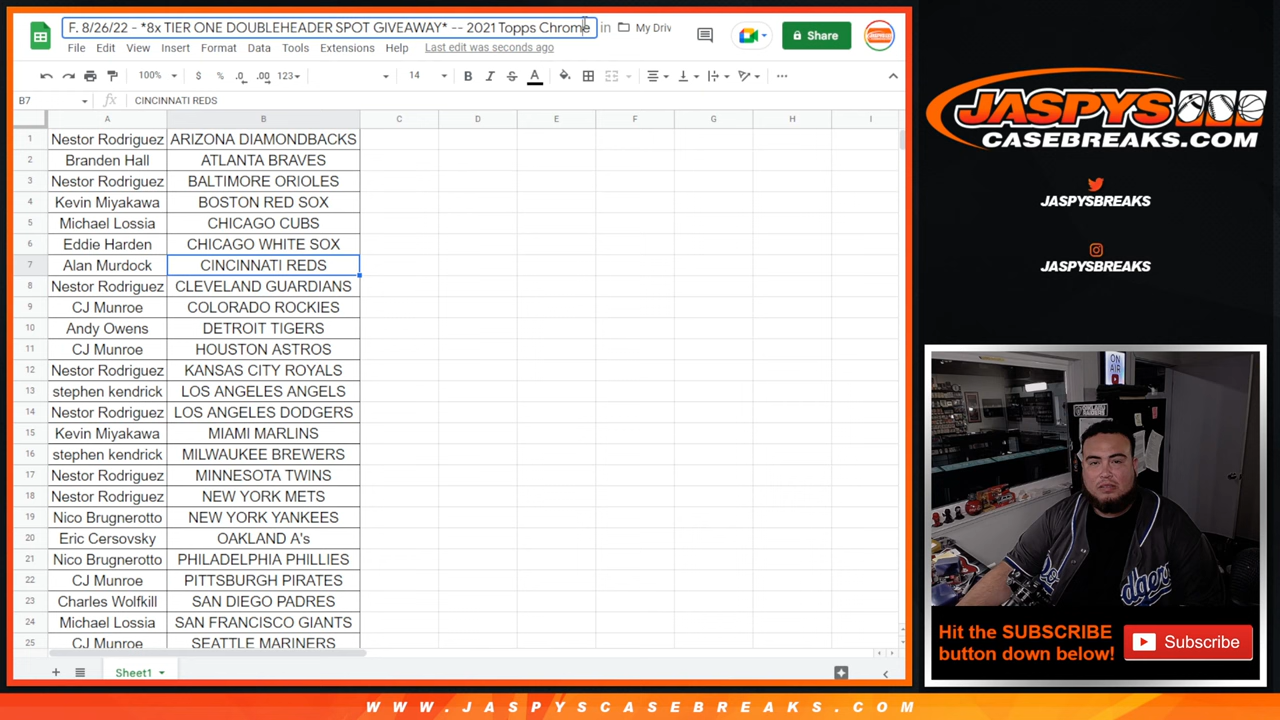 F. 8/26/22 - *8x TIER ONE DOUBLEHEADER SPOT GIVEAWAY* -- 2021 Topps Chrome in My Driv
Share
File Edit View Insert Format Data Tools Extensions Help Last edit was seconds ago
100% $ % .0 .00 123 14 B I S A
B7 fx CINCINNATI REDS
A B C D E F G H I
1 Nestor Rodriguez ARIZONA DIAMONDBACKS
2 Branden Hall ATLANTA BRAVES
3 Nestor Rodriguez BALTIMORE ORIOLES
4 Kevin Miyakawa BOSTON RED SOX
5 Michael Lossia CHICAGO CUBS
6 Eddie Harden CHICAGO WHITE SOX
7 Alan Murdock CINCINNATI REDS
8 Nestor Rodriguez CLEVELAND GUARDIANS
9 CJ Munroe COLORADO ROCKIES
10 Andy Owens DETROIT TIGERS
11 CJ Munroe HOUSTON ASTROS
12 Nestor Rodriguez KANSAS CITY ROYALS
13 stephen kendrick LOS ANGELES ANGELS
14 Nestor Rodriguez LOS ANGELES DODGERS
15 Kevin Miyakawa MIAMI MARLINS
16 stephen kendrick MILWAUKEE BREWERS
17 Nestor Rodriguez MINNESOTA TWINS
18 Nestor Rodriguez NEW YORK METS
19 Nico Brugnerotto NEW YORK YANKEES
20 Eric Cersovsky OAKLAND A's
21 Nico Brugnerotto PHILADELPHIA PHILLIES
22 CJ Munroe PITTSBURGH PIRATES
23 Charles Wolfkill SAN DIEGO PADRES
24 Michael Lossia SAN FRANCISCO GIANTS
25 CJ Munroe SEATTLE MARINERS
Sheet1
JASPYS
CASEBREAKS.COM
JASPYSBREAKS
JASPYSBREAKS
ON
AIR
Hit the SUBSCRIBE
button down below!
Subscribe
WWW.JASPYSCASEBREAKS.COM